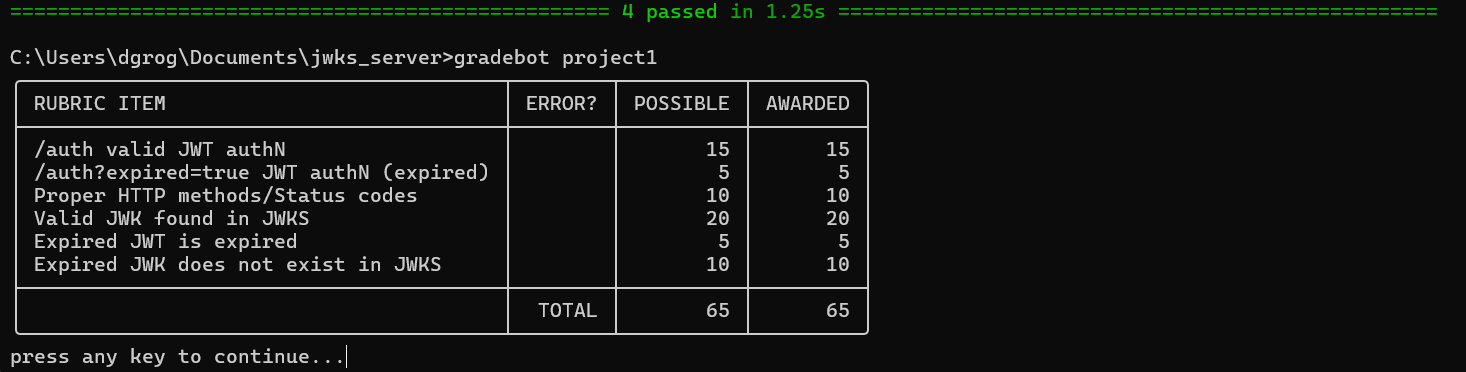 ================================================== 4 passed in 1.25s ==================================================
C:\Users\dgrog\Documents\jwks_server>gradebot project1
RUBRIC ITEM ERROR? POSSIBLE AWARDED
/auth valid JWT authN 15 15
/auth?expired=true JWT authN (expired) 5 5
Proper HTTP methods/Status codes 10 10
Valid JWK found in JWKS 20 20
Expired JWT is expired 5 5
Expired JWK does not exist in JWKS 10 10
TOTAL 65 65
press any key to continue...